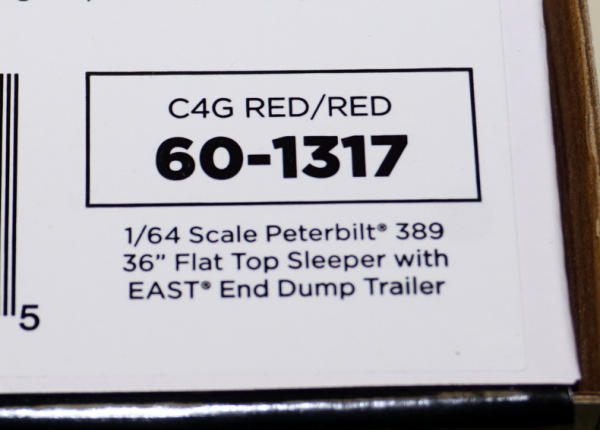 C4G RED/RED
60-1317
1/64 Scale Peterbilt® 389
36" Flat Top Sleeper with
EAST® End Dump Trailer
5